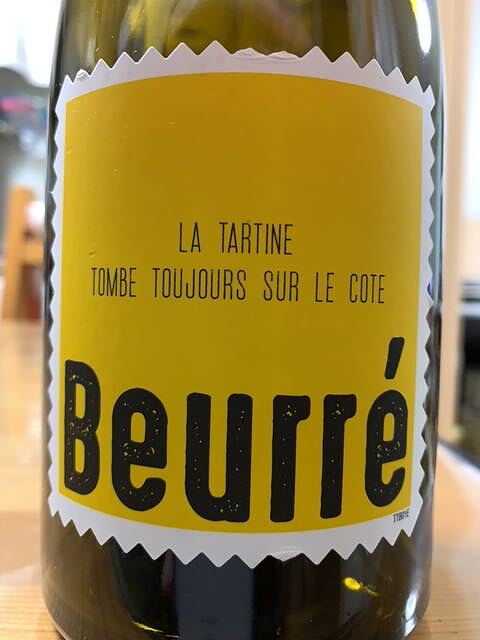 LA TARTINE
TOMBE TOUJOURS SUR LE COTE
Beurré